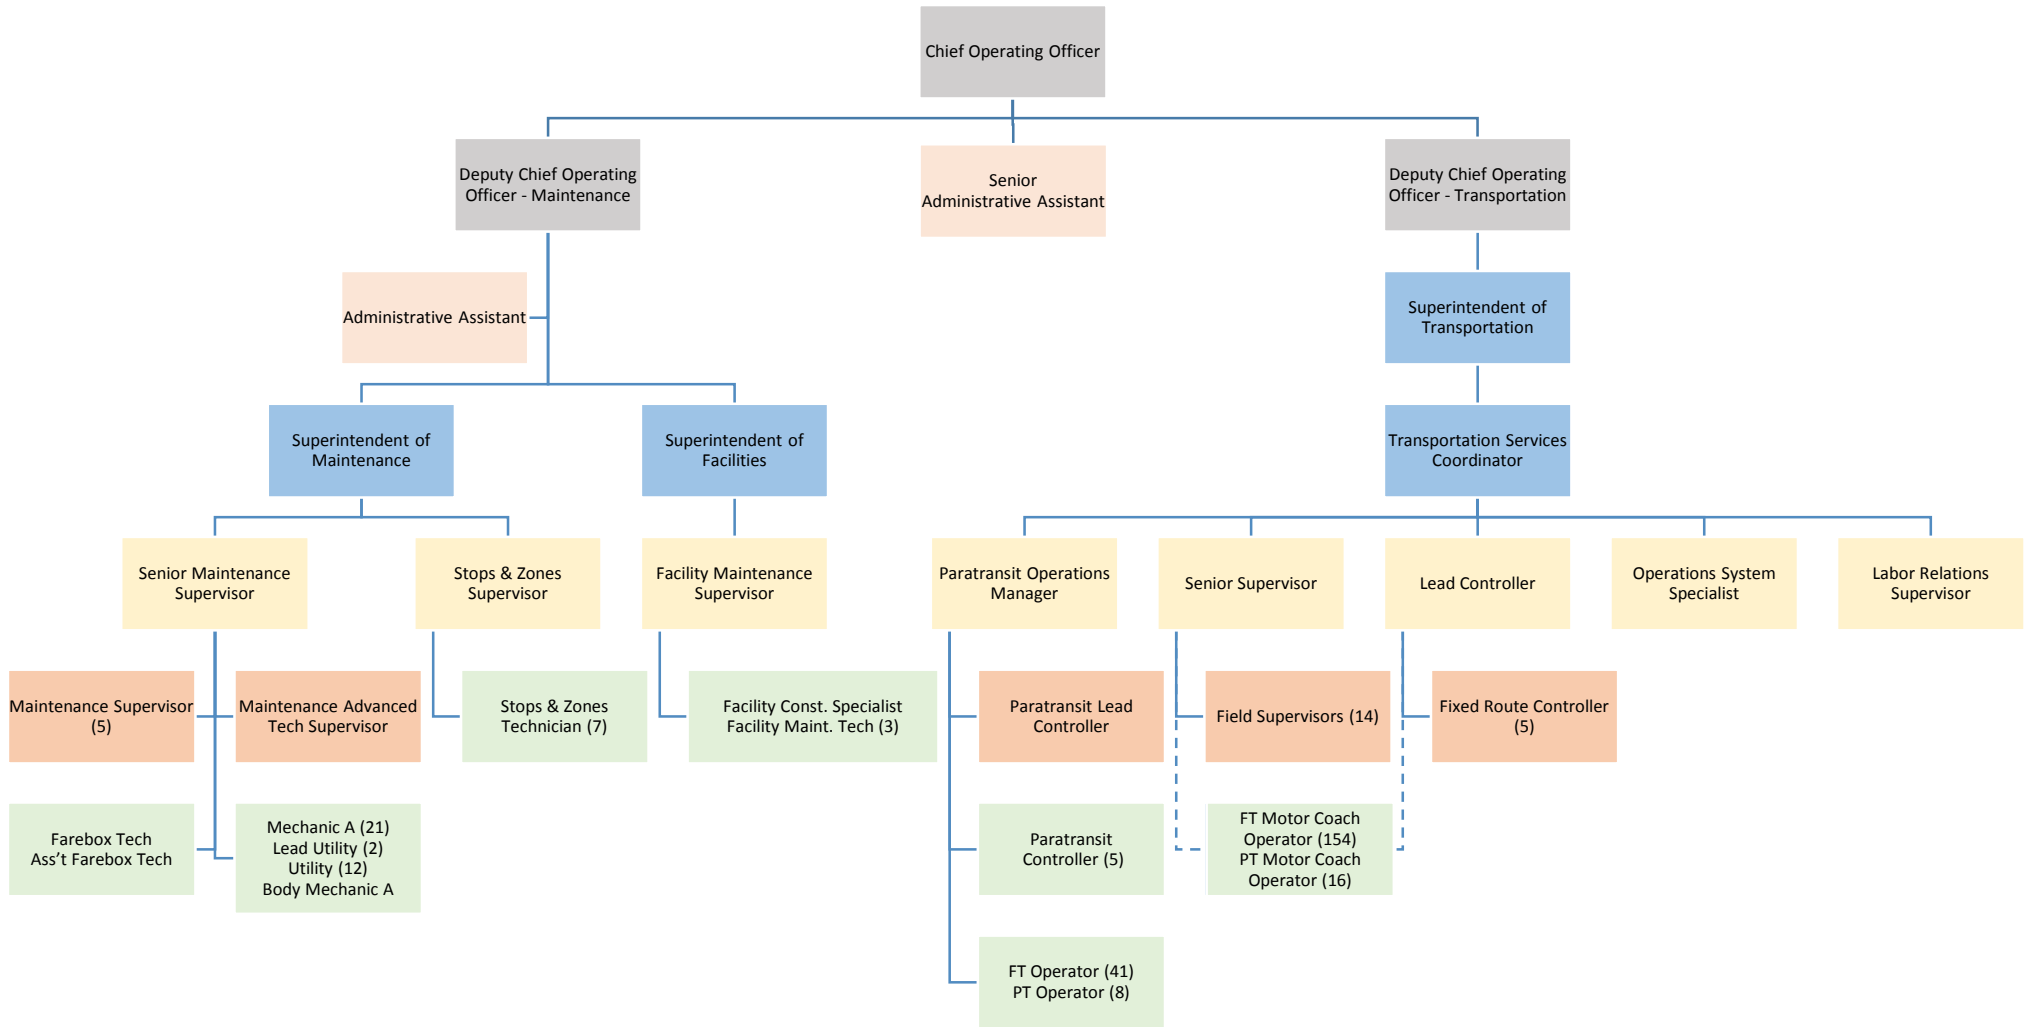 Chief Operating Officer
Deputy Chief Operating
Officer - Maintenance
Senior
Administrative Assistant
Deputy Chief Operating
Officer - Transportation
Administrative Assistant
Superintendent of
Transportation
Superintendent of
Maintenance
Superintendent of
Facilities
Transportation Services
Coordinator
Senior Maintenance
Supervisor
Stops & Zones
Supervisor
Facility Maintenance
Supervisor
Paratransit Operations
Manager
Senior Supervisor
Lead Controller
Operations System
Specialist
Labor Relations
Supervisor
Maintenance Supervisor
(5)
Maintenance Advanced
Tech Supervisor
Stops & Zones
Technician (7)
Facility Const. Specialist
Facility Maint. Tech (3)
Paratransit Lead
Controller
Field Supervisors (14)
Fixed Route Controller
(5)
Farebox Tech
Ass’t Farebox Tech
Mechanic A (21)
Lead Utility (2)
Utility (12)
Body Mechanic A
Paratransit
Controller (5)
FT Motor Coach
Operator (154)
PT Motor Coach
Operator (16)
FT Operator (41)
PT Operator (8)